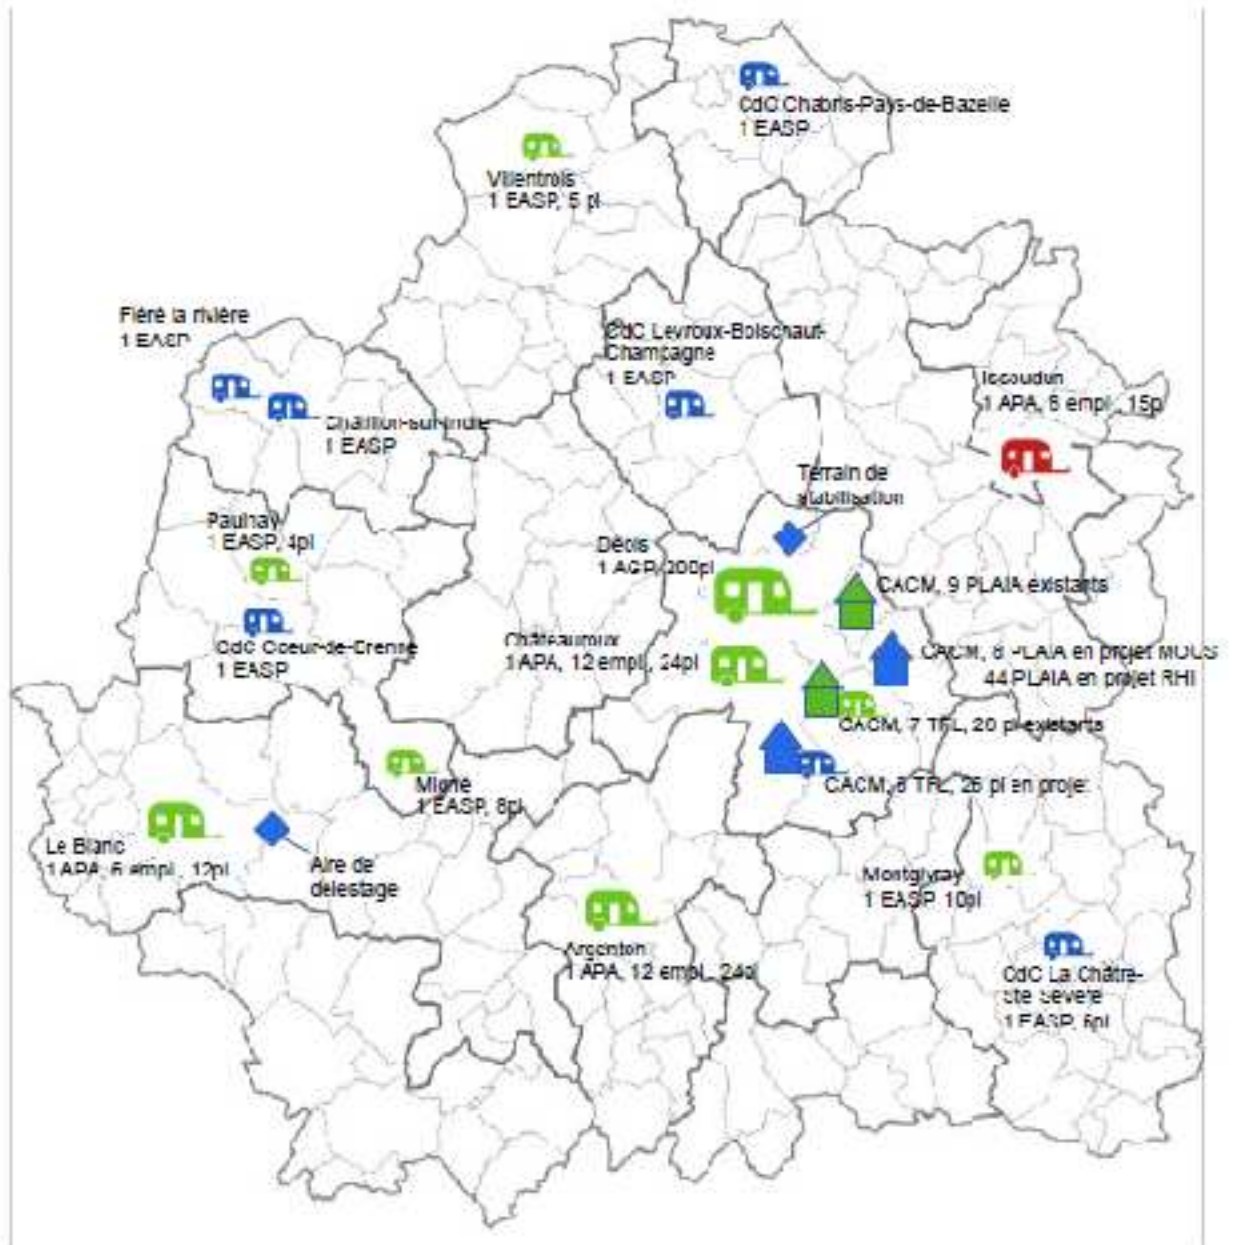 CdC Chabris-Pays-de-Bazelle
1 EASP
Villentrois
1 EASP, 5 pl
Fléré la rivière
1 EASP
CdC Levroux-Boischaut-
Champagne
1 EASP
Issoudun
1 APA, 6 empl., 15p
Chatillon-sur-Indre
1 EASP
Terrain de
stabilisation
Paulnay
1 EASP, 4pl
Déols
1 AGP, 200pl
CACM, 9 PLAIA existants
Châteauroux
1 APA, 12 empl., 24pl
CdC Coeur-de-Brenne
1 EASP
CACM, 8 PLAIA en projet MOUS
44 PLAIA en projet RHI
CACM, 7 TFL, 20 pl existants
Migné
1 EASP, 8pl
CACM, TFL, 26 pl en projet
Le Blanc
1 APA, 6 empl., 12pl
Aire de
délestage
Montgivray
1 EASP 10pl
Argenton
1 APA, 12 empl., 24pl
CdC La Châtre-
Ste Sévère
1 EASP, 6pl